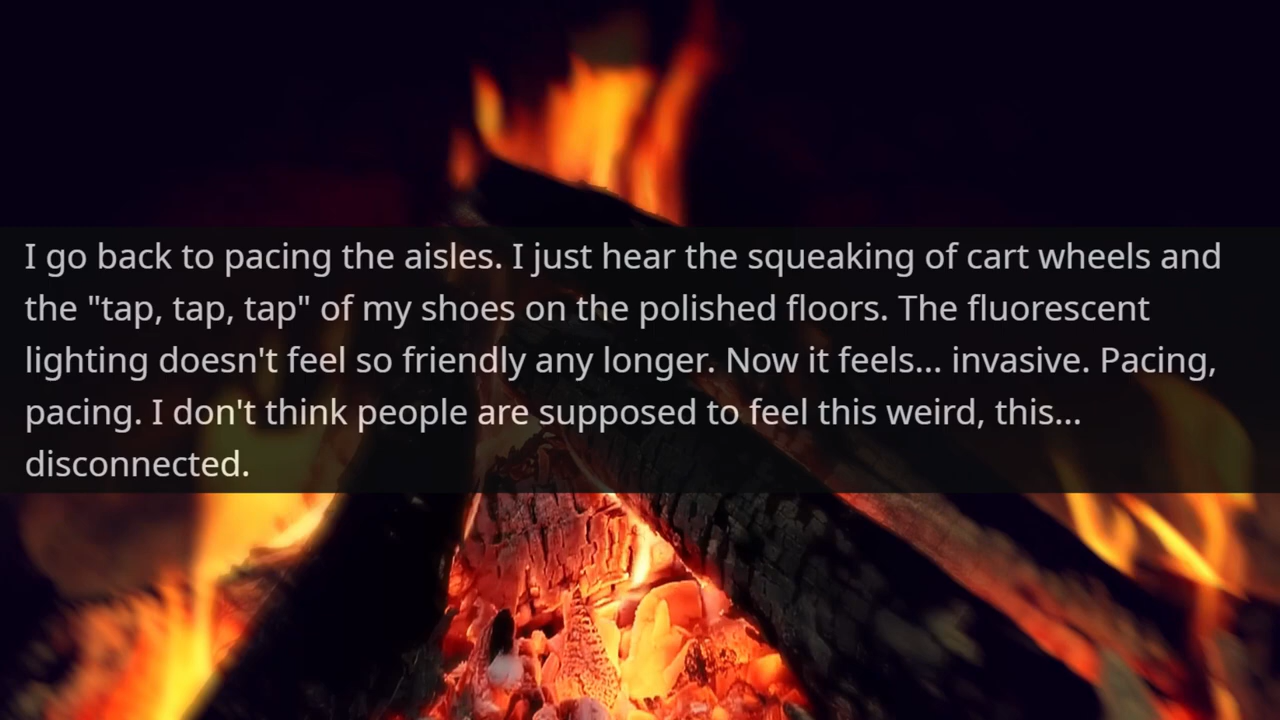 I go back to pacing the aisles. I just hear the squeaking of cart wheels and
the "tap, tap, tap" of my shoes on the polished floors. The fluorescent
lighting doesn't feel so friendly any longer. Now it feels... invasive. Pacing,
pacing. I don't think people are supposed to feel this weird, this...
disconnected.